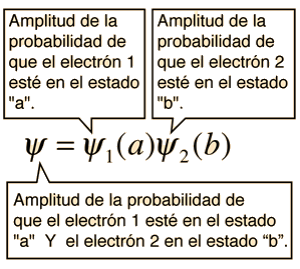 Amplitud de la
probabilidad de
que el electrón 1
esté en el estado
"a".
Amplitud de la
probabilidad de
que el electrón 2
esté en el estado
"b".
ψ = ψ₁(a)ψ₂(b)
Amplitud de la probabilidad de
que el electrón 1 esté en el estado
"a" Y el electrón 2 en el estado “b”.